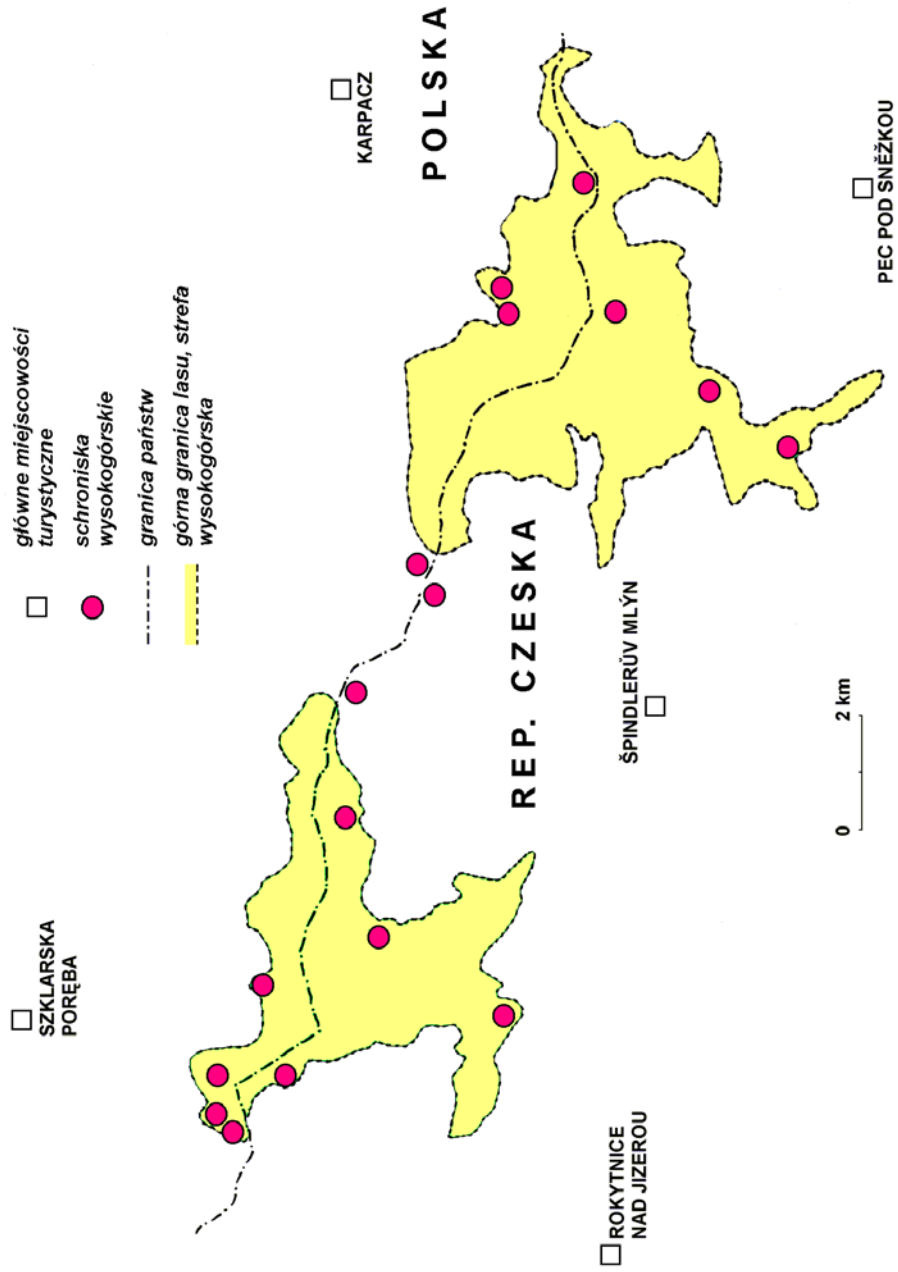 główne miejscowości
turystyczne
schroniska
wysokogórskie
granica państw
górna granica lasu, strefa
wysokogórska
SZKLARSKA
PORĘBA
KARPACZ
POLSKA
REP. CZESKA
ŠPINDLERŮV MLÝN
PEC POD SNĚŽKOU
ROKYTNICE
NAD JIZEROU
0 2 km